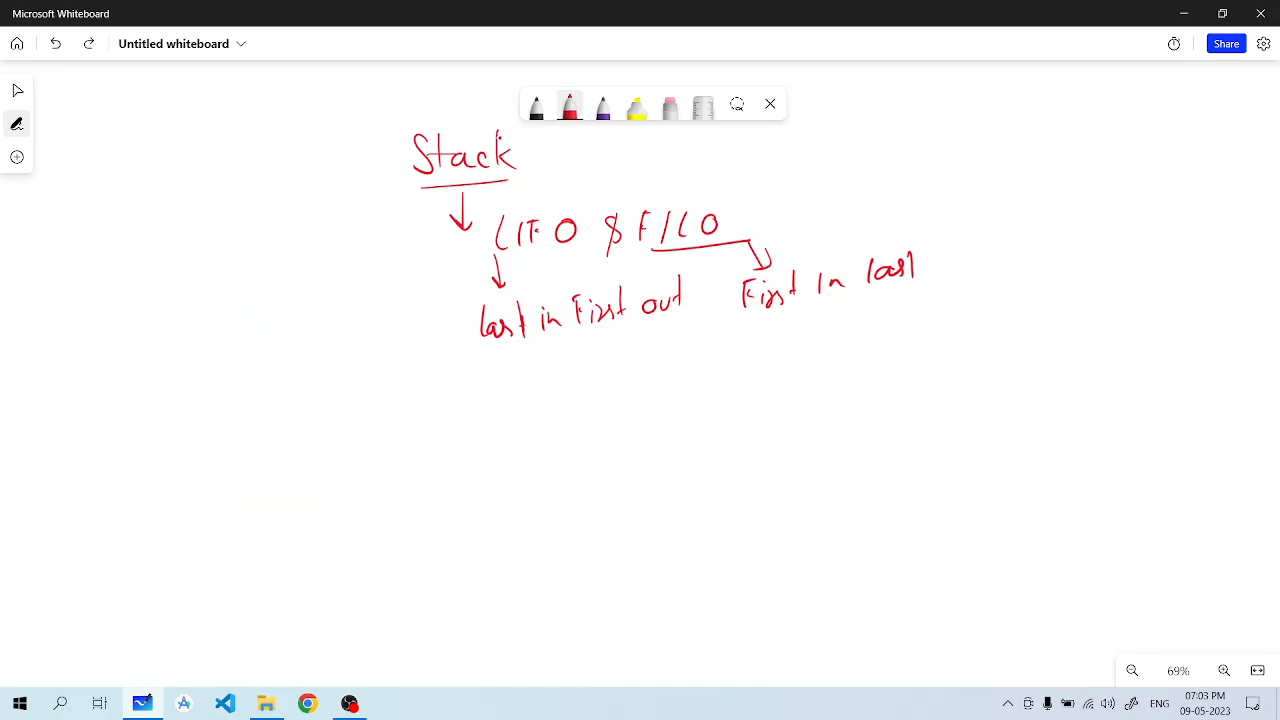 Microsoft Whiteboard
Untitled whiteboard
Share
Stack
LIFO & FILO
Last in First out
First In last
69%
ENG
07:03 PM
09-05-2023